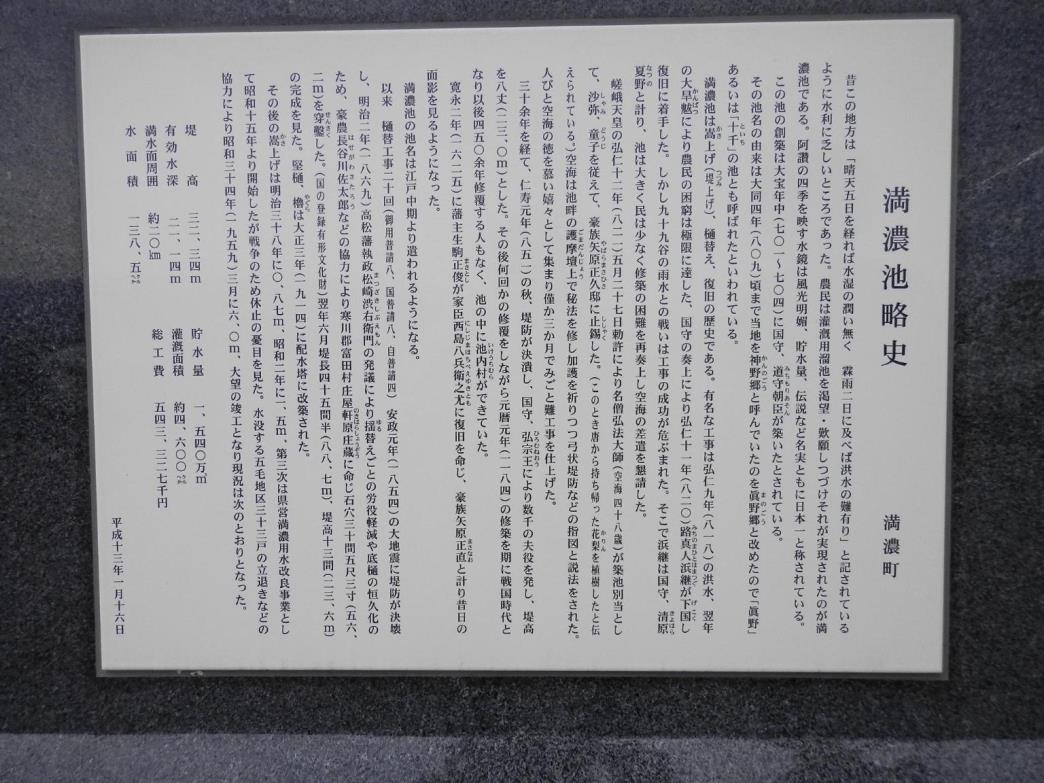 満濃池略史
満濃町
昔この地方は「晴天五日を経れば水湿の潤い無く 霖雨二日に及べば洪水の難有り」と記されている
ように水利に乏しいところであった。農民は灌漑用溜池を渇望・歎願しつづけそれが実現されたのが満
濃池である。阿讃の四季を映す水鏡は風光明媚、貯水量、伝説など名実ともに日本一と称されている。
この池の創築は大宝年中(七〇一~七〇四)に国守、道守朝臣が築いたとされている。
その池名の由来は大同四年(八〇九)頃まで当地を神野郷と呼んでいたのを眞野郷と改めたので「眞野」
あるいは「十千」の池とも呼ばれたといわれている。
満濃池は嵩上げ(堤上げ)、樋替え、復旧の歴史である。有名な工事は弘仁九年(八一八)の洪水、翌年
の大旱魃により農民の困窮は極限に達した、国守の奏上により弘仁十一年(八二〇)路真人浜継が下国し
復旧に着手した。しかし九十九谷の雨水との戦いは工事の成功が危ぶまれた。そこで浜継は国守、清原
夏野と計り、池は大きく民は少なく修築の困難を再奏上し空海の差遣を懇請した。
嵯峨天皇の弘仁十二年(八二一)五月二十七日勅許により名僧弘法大師(空海四十八歳)が築池別当とし
て、沙弥、童子を従えて、豪族矢原正久邸に止錫した。(このとき唐から持ち帰った花梨を植樹したと伝
えられている。)空海は池畔の護摩壇上で秘法を修し加護を祈りつつ弓状堤防などの指図と説法をされた。
人びと空海の徳を慕い嬉々として集まり僅か三か月でみごと難工事を仕上げた。
三十余年を経て、仁寿元年(八五一)の秋、堤防が決潰し、国守、弘宗王により数千の夫役を発し、堤高
を八丈(二三、〇m)とした。その後何回かの修覆をしながら元暦元年(一一八四)の修築を期に戦国時代と
なり以後四五〇余年修覆する人もなく、池の中に池内村ができていた。
寛永二年(一六二五)に藩主生駒正俊が家臣西島八兵衛之尤に復旧を命じ、豪族矢原正直と計り昔日の
面影を見るようになった。
満濃池の池名は江戸中期より遣われるようになる。
以来 樋替工事二十回(御用普請八、国普請八、自普請四) 安政元年(一八五四)の大地震に堤防が決壊
し、明治二年(一八六九)高松藩執政松崎渋右衛門の発議により揺替えごとの労役軽減や底樋の恒久化の
ため、豪農長谷川佐太郎などの協力により寒川郡富田村庄屋軒原庄蔵に命じ石穴三十間五尺三寸(五六、
二m)を穿鑿した。(国の登録有形文化財)翌年六月堤長四十五間半(八八、七m)、堤高十三間(二三、六m)
の完成を見た。堅樋、櫓は大正三年(一九一四)に配水塔に改築された。
その後の嵩上げは明治三十八年に〇、八七m、昭和二年に一、五m、第三次は県営満濃用水改良事業とし
て昭和十五年より開始したが戦争のため休止の憂目を見た。水没する五毛地区三十三戸の立退きなどの
協力により昭和三十四年(一九五九)三月に六、〇m、大望の竣工となり現況は次のとおりとなった。
堤高 三二、三四m 貯水量 一、五四〇万㎥
有効水深 二一、一四m 灌漑面積 約四、六〇〇㌶
満水面周囲 約二〇㎞ 総工費 五四三、三二七千円
水面積 一三八、五㌶
平成十三年一月十六日